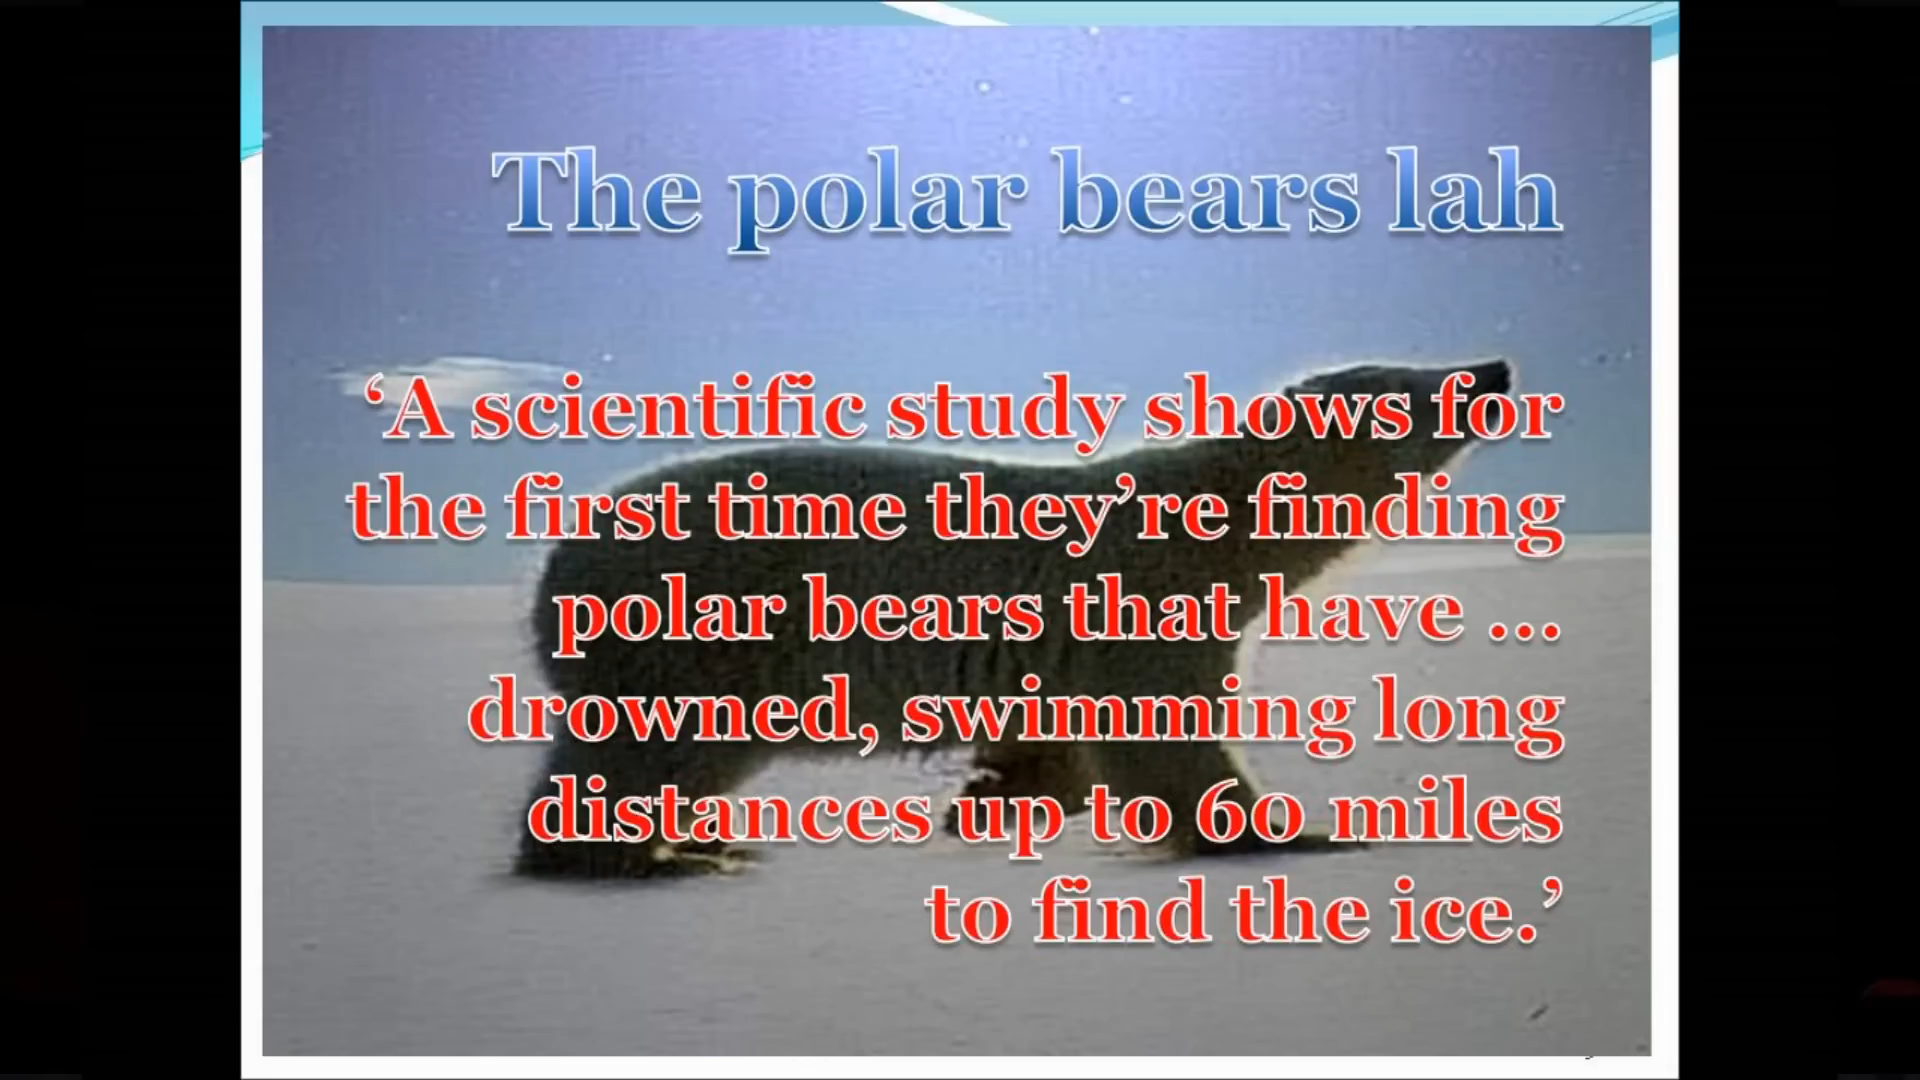 The polar bears lah
‘A scientific study shows for
the first time they’re finding
polar bears that have ...
drowned, swimming long
distances up to 60 miles
to find the ice.’